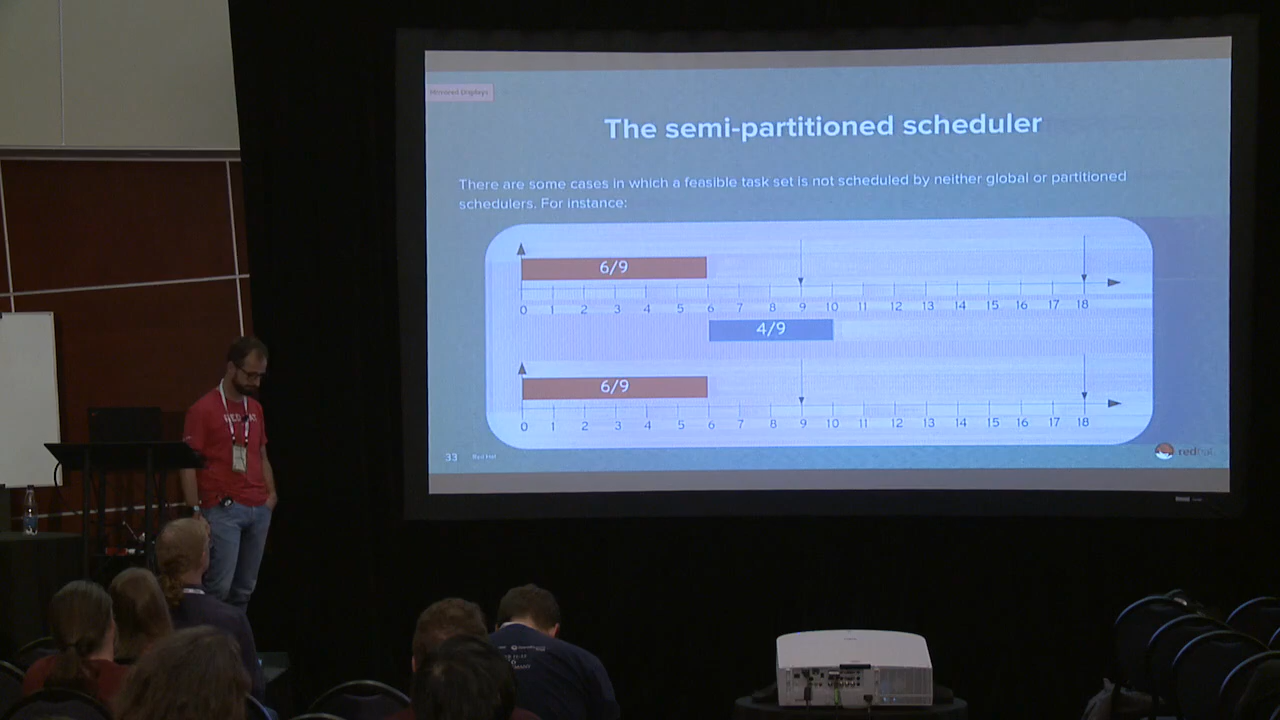 Mirrored Displays
The semi-partitioned scheduler
There are some cases in which a feasible task set is not scheduled by neither global or partitioned
schedulers. For instance:
6/9
0 1 2 3 4 5 6 7 8 9 10 11 12 13 14 15 16 17 18
4/9
6/9
0 1 2 3 4 5 6 7 8 9 10 11 12 13 14 15 16 17 18
33 Red Hat
redhat
RED HAT